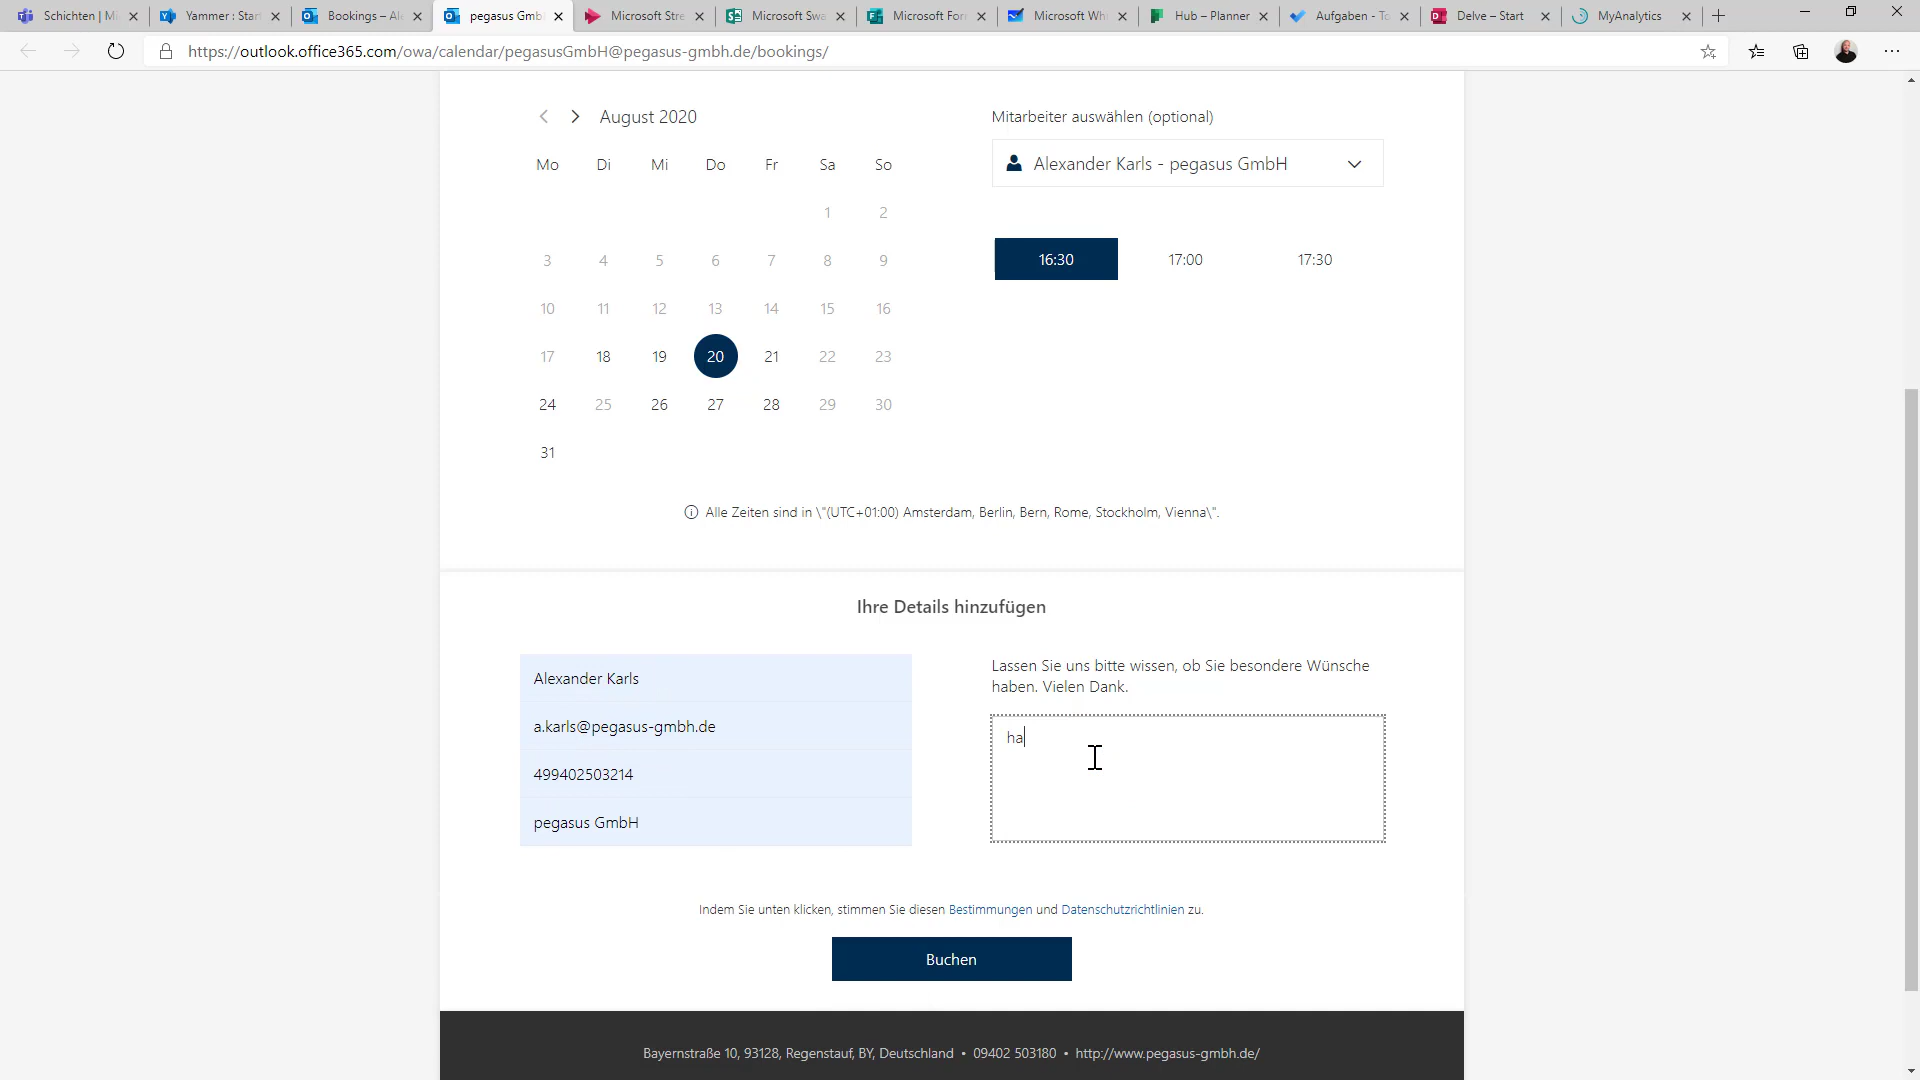 Schichten | Mi
Yammer : Star
Bookings – Al
pegasus Gmb
Microsoft Stre
Microsoft Swa
Microsoft For
Microsoft Wh
Hub – Planner
Aufgaben - To
Delve – Start
MyAnalytics
https://outlook.office365.com/owa/calendar/pegasusGmbH@pegasus-gmbh.de/bookings/
August 2020
Mo Di Mi Do Fr Sa So
1 2
3 4 5 6 7 8 9
10 11 12 13 14 15 16
17 18 19 20 21 22 23
24 25 26 27 28 29 30
31
Mitarbeiter auswählen (optional)
Alexander Karls - pegasus GmbH
16:30 17:00 17:30
Alle Zeiten sind in \"(UTC+01:00) Amsterdam, Berlin, Bern, Rome, Stockholm, Vienna\".
Ihre Details hinzufügen
Alexander Karls
a.karls@pegasus-gmbh.de
499402503214
pegasus GmbH
Lassen Sie uns bitte wissen, ob Sie besondere Wünsche
haben. Vielen Dank.
ha
Indem Sie unten klicken, stimmen Sie diesen Bestimmungen und Datenschutzrichtlinien zu.
Buchen
Bayernstraße 10, 93128, Regenstauf, BY, Deutschland • 09402 503180 • http://www.pegasus-gmbh.de/